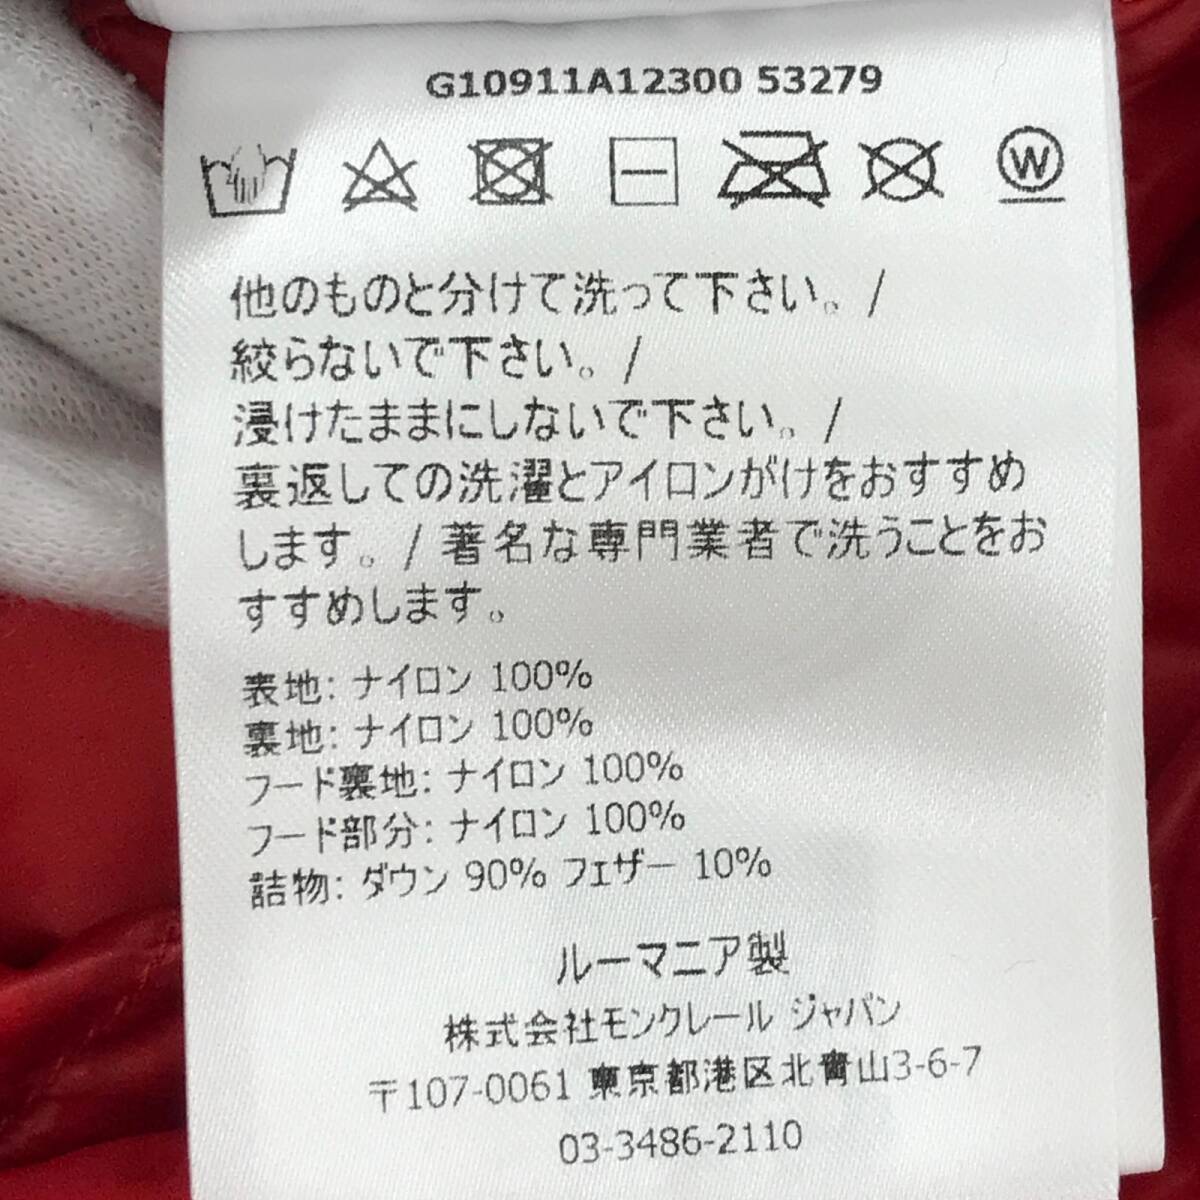 G10911A12300 53279
W
他のものと分けて洗って下さい。/
絞らないで下さい。/
浸けたままにしないで下さい。/
裏返しての洗濯とアイロンがけをおすすめ
します。/ 著名な専門業者で洗うことをお
すすめします。
表地: ナイロン 100%
裏地: ナイロン 100%
フード裏地: ナイロン 100%
フード部分: ナイロン 100%
詰物: ダウン 90% フェザー 10%
ルーマニア製
株式会社モンクレール ジャパン
〒107-0061 東京都港区北青山3-6-7
03-3486-2110